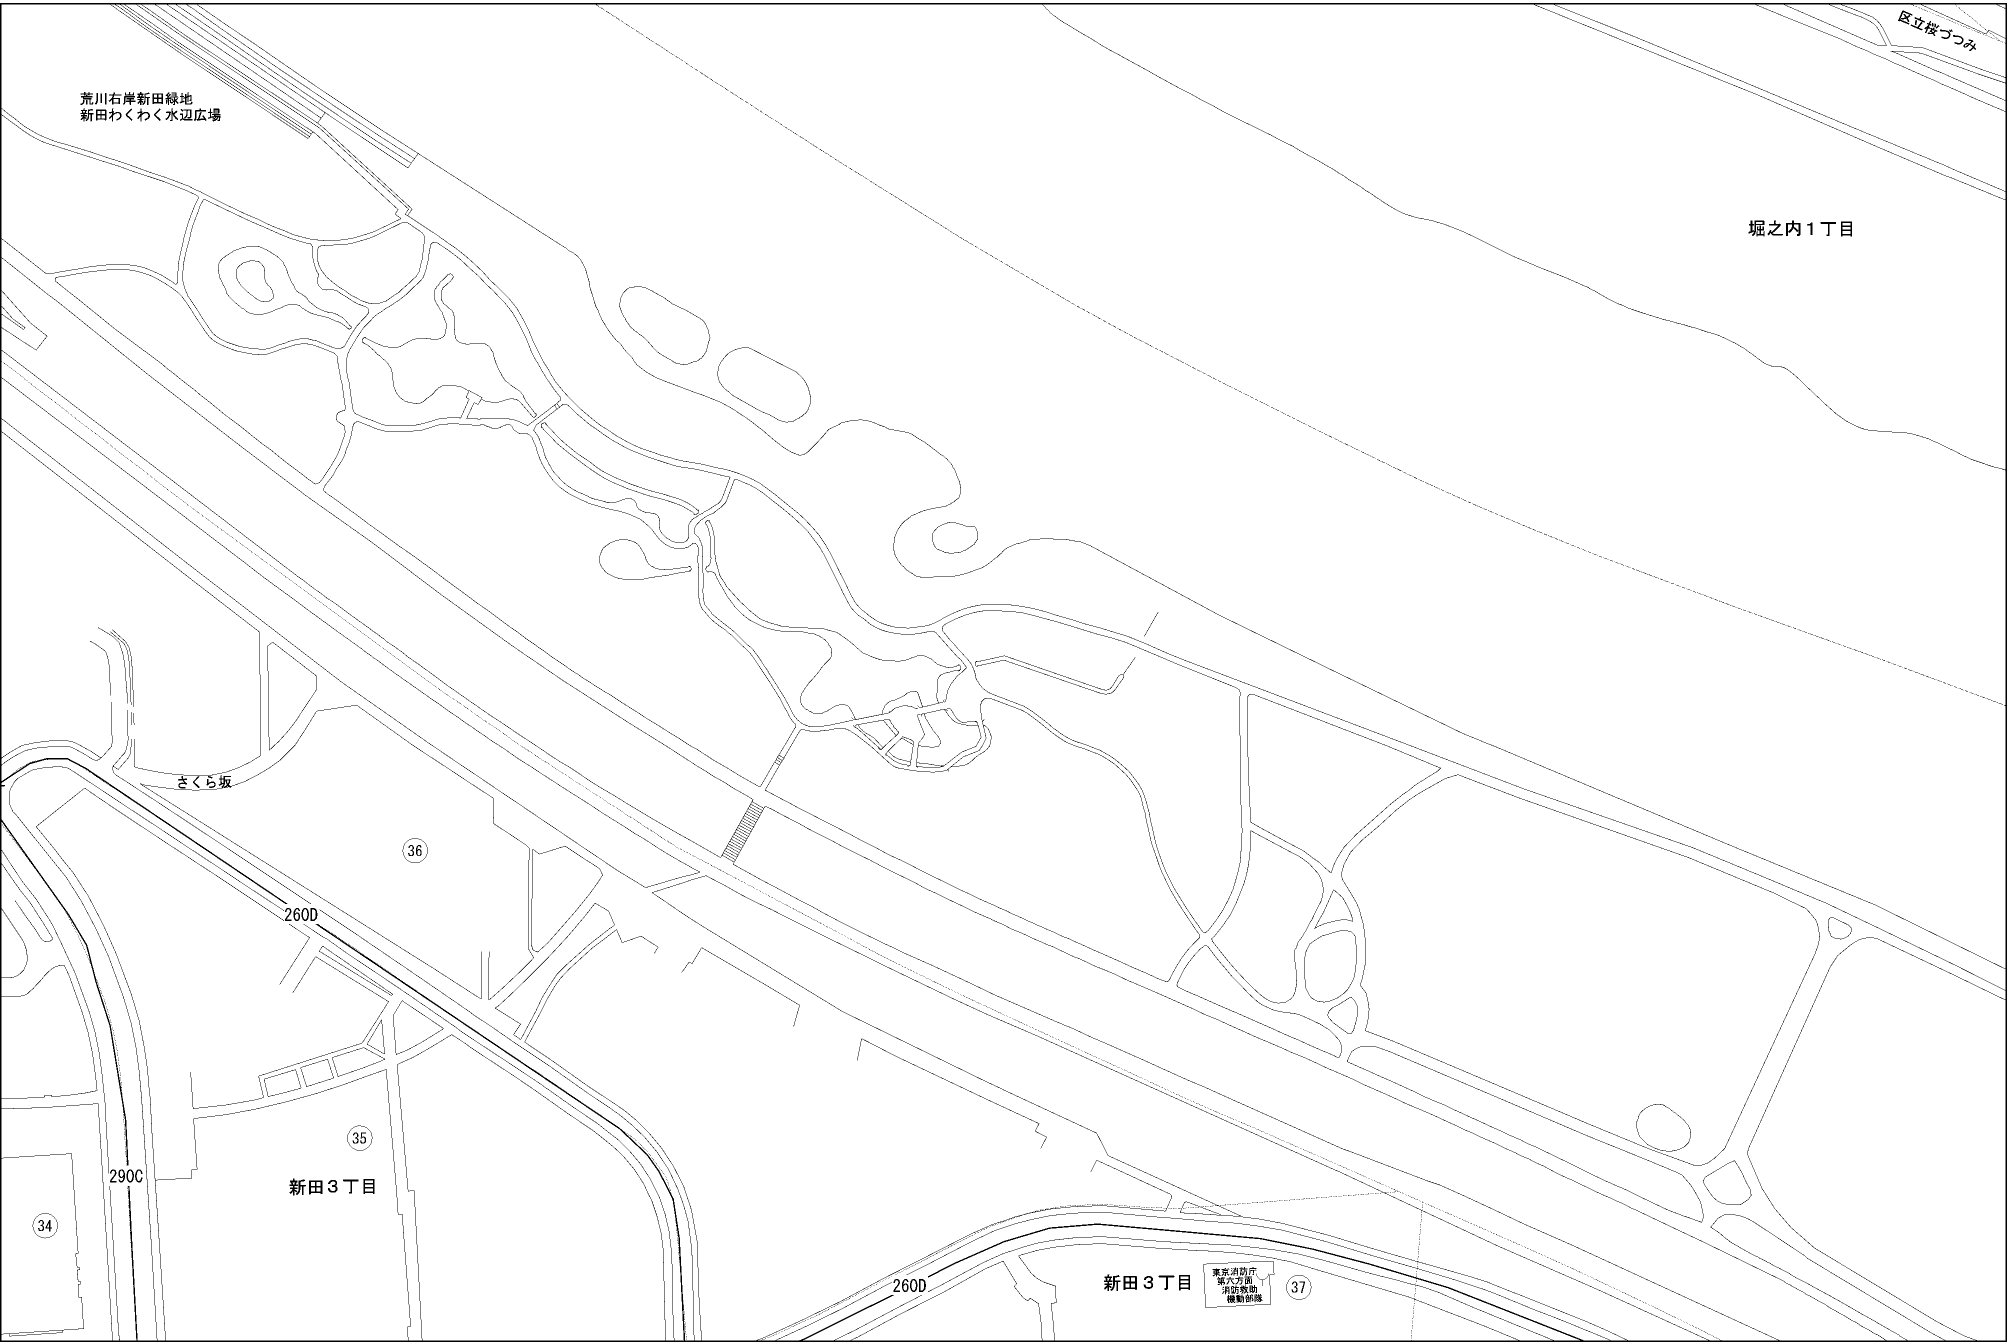 区立桜づつみ
荒川右岸新田緑地
新田わくわく水辺広場
堀之内1丁目
さくら坂
36
260D
35
290C
新田3丁目
34
260D
新田3丁目
東京消防庁
第六方面
消防救助
機動部隊
37